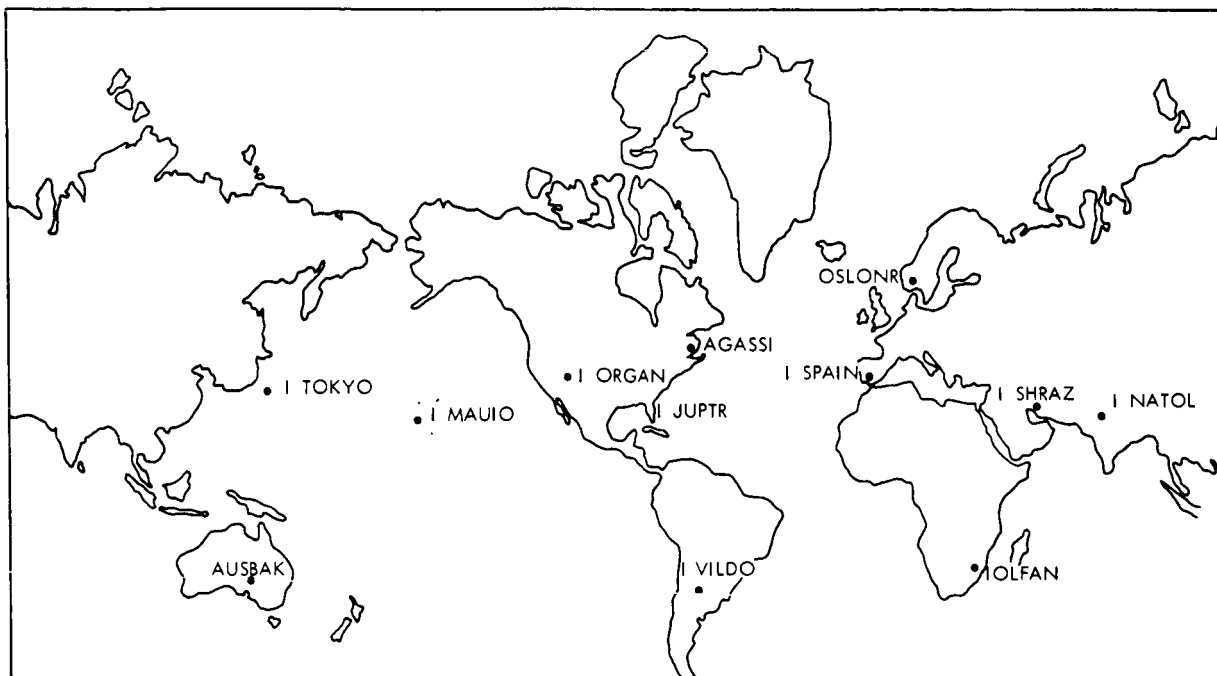 OSLONR
AGASSI
I TOKYO
I ORGAN
I SPAIN
I SHRAZ
I NATOL
I MAUIO
I JUPTR
AUSBAK
I VILDO
IOLFAN